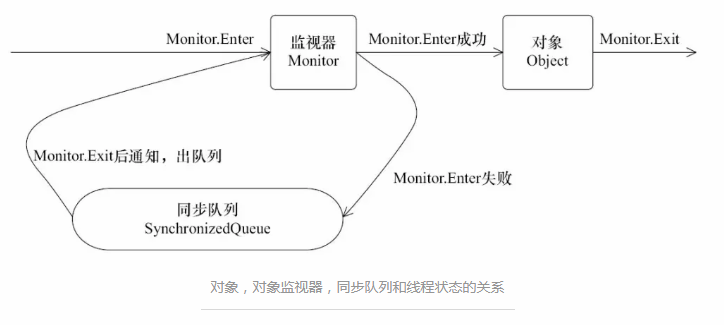 Monitor.Enter
监视器
Monitor
Monitor.Enter成功
对象
Object
Monitor.Exit
Monitor.Exit后通知，出队列
Monitor.Enter失败
同步队列
SynchronizedQueue
对象，对象监视器，同步队列和线程状态的关系